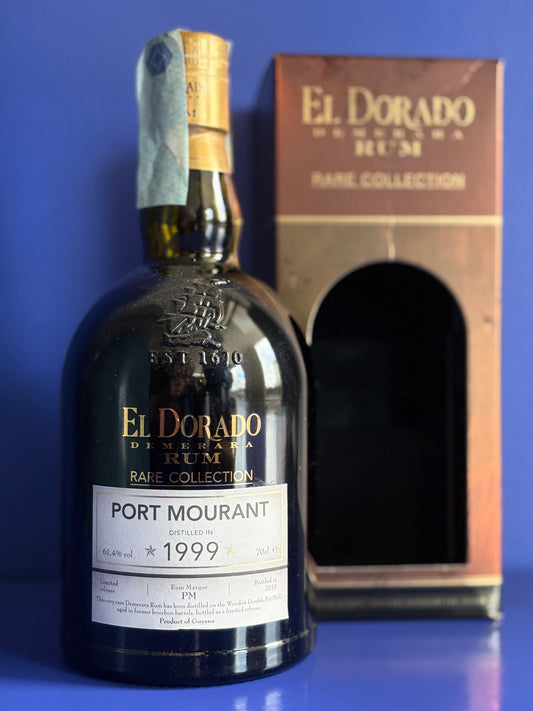 EST 1670
EL DORADO
DEMERARA
RUM
RARE COLLECTION
PORT MOURANT
DISTILLED IN
61,4% vol 1999 70cl e
Limited release
Rum Marque
PM
Bottled in
This very rare Demerara Rum has been distilled on the Wooden Double Pot Still,
aged in former bourbon barrels, bottled as a limited release.
Product of Guyana
EL DORADO
DEMERARA
RUM
RARE COLLECTION